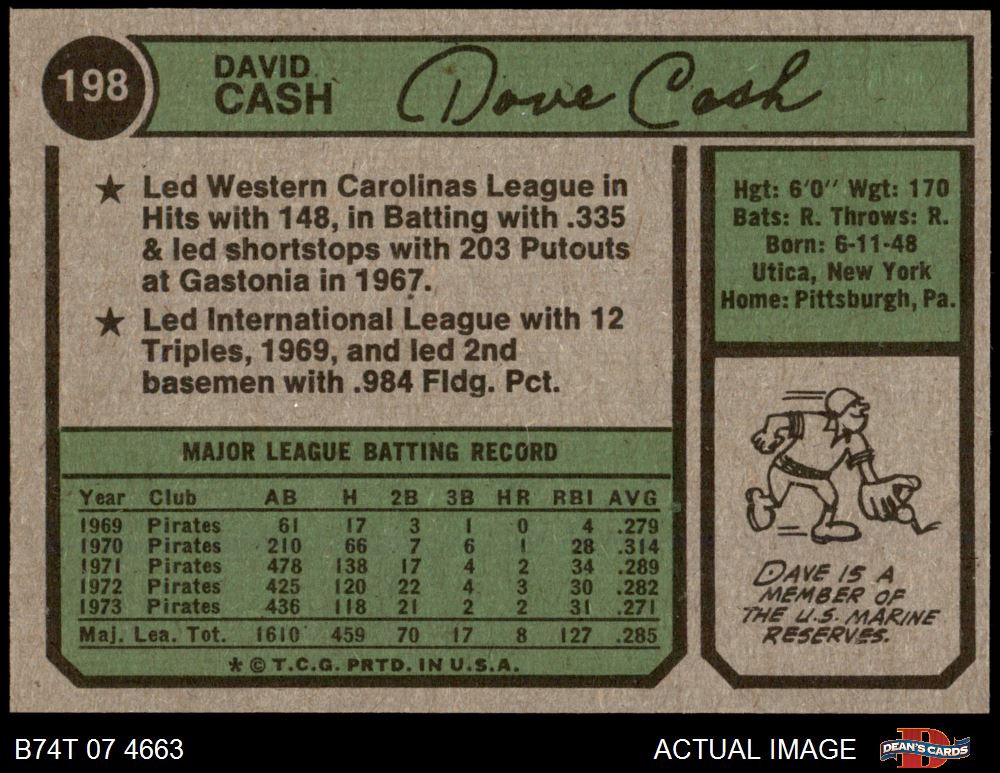 198
DAVID
CASH
Dave Cash
★ Led Western Carolinas League in
Hits with 148, in Batting with .335
& led shortstops with 203 Putouts
at Gastonia in 1967.
★ Led International League with 12
Triples, 1969, and led 2nd
basemen with .984 Fldg. Pct.
MAJOR LEAGUE BATTING RECORD
Year Club AB H 2B 3B HR RBI AVG
1969 Pirates 61 17 3 1 0 4 .279
1970 Pirates 210 66 7 6 1 28 .314
1971 Pirates 478 138 17 4 2 34 .289
1972 Pirates 425 120 22 4 3 30 .282
1973 Pirates 436 118 21 2 2 31 .271
Maj. Lea. Tot. 1610 459 70 17 8 127 .285
* © T.C.G. PRTD. IN U.S.A.
Hgt: 6'0" Wgt: 170
Bats: R. Throws: R.
Born: 6-11-48
Utica, New York
Home: Pittsburgh, Pa.
DAVE IS A
MEMBER OF
THE U.S. MARINE
RESERVES.
B74T 07 4663
ACTUAL IMAGE
DEAN'S CARDS